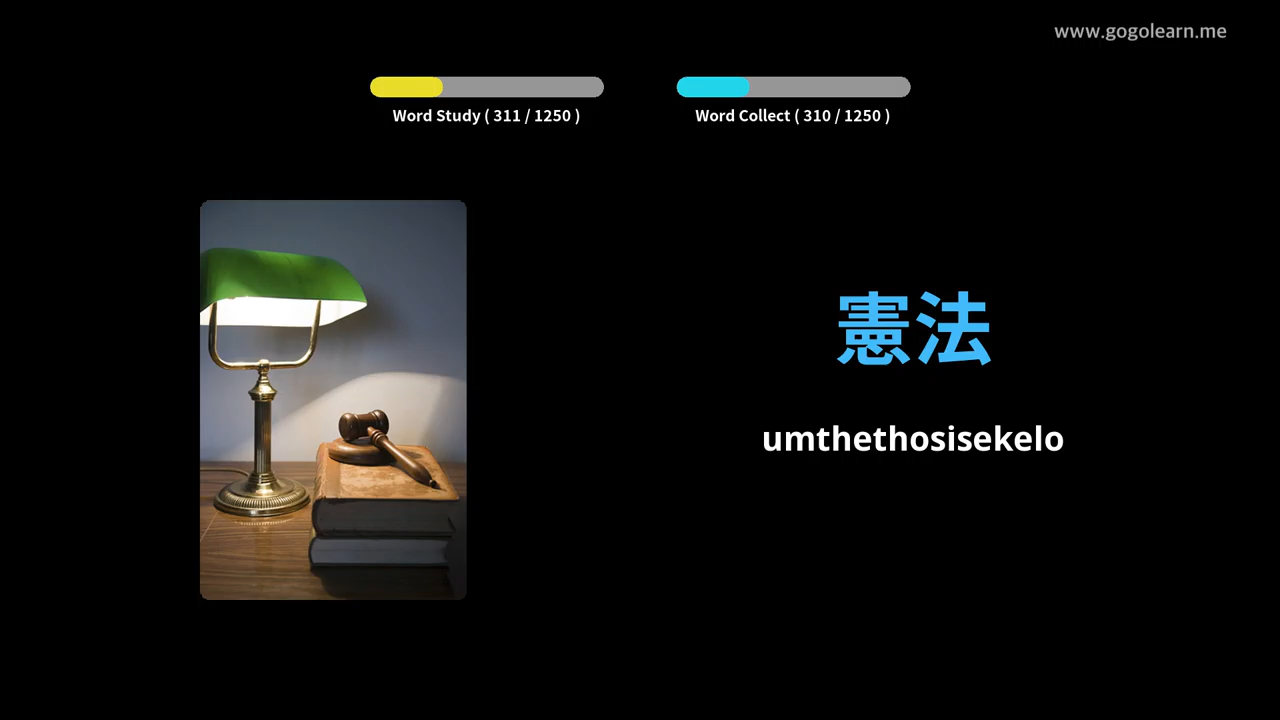 www.gogolearn.me
Word Study ( 311 / 1250 )
Word Collect ( 310 / 1250 )
憲法
umthethosisekelo